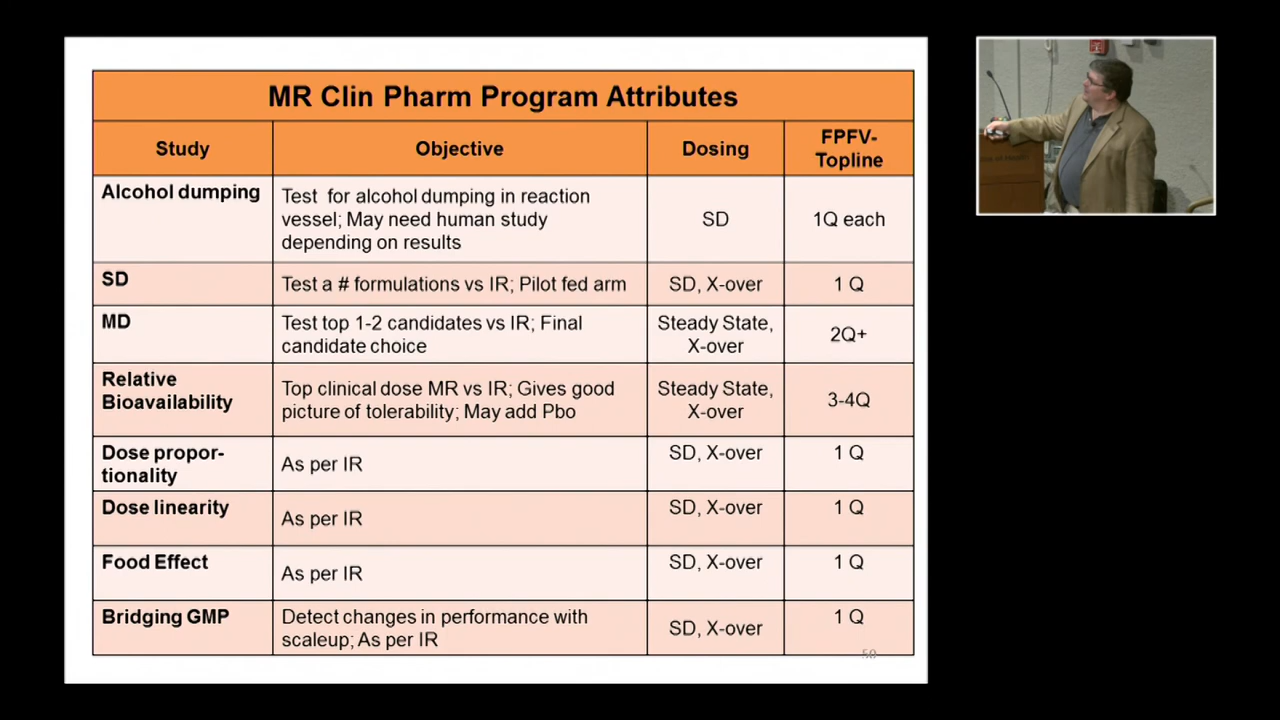 MR Clin Pharm Program Attributes
Study
Objective
Dosing
FPFV-
Topline
Alcohol dumping
Test for alcohol dumping in reaction
vessel; May need human study
depending on results
SD
1Q each
SD
Test a # formulations vs IR; Pilot fed arm
SD, X-over
1 Q
MD
Test top 1-2 candidates vs IR; Final
candidate choice
Steady State,
X-over
2Q+
Relative
Bioavailability
Top clinical dose MR vs IR; Gives good
picture of tolerability; May add Pbo
Steady State,
X-over
3-4Q
Dose propor-
tionality
As per IR
SD, X-over
1 Q
Dose linearity
As per IR
SD, X-over
1 Q
Food Effect
As per IR
SD, X-over
1 Q
Bridging GMP
Detect changes in performance with
scaleup; As per IR
SD, X-over
1 Q
50